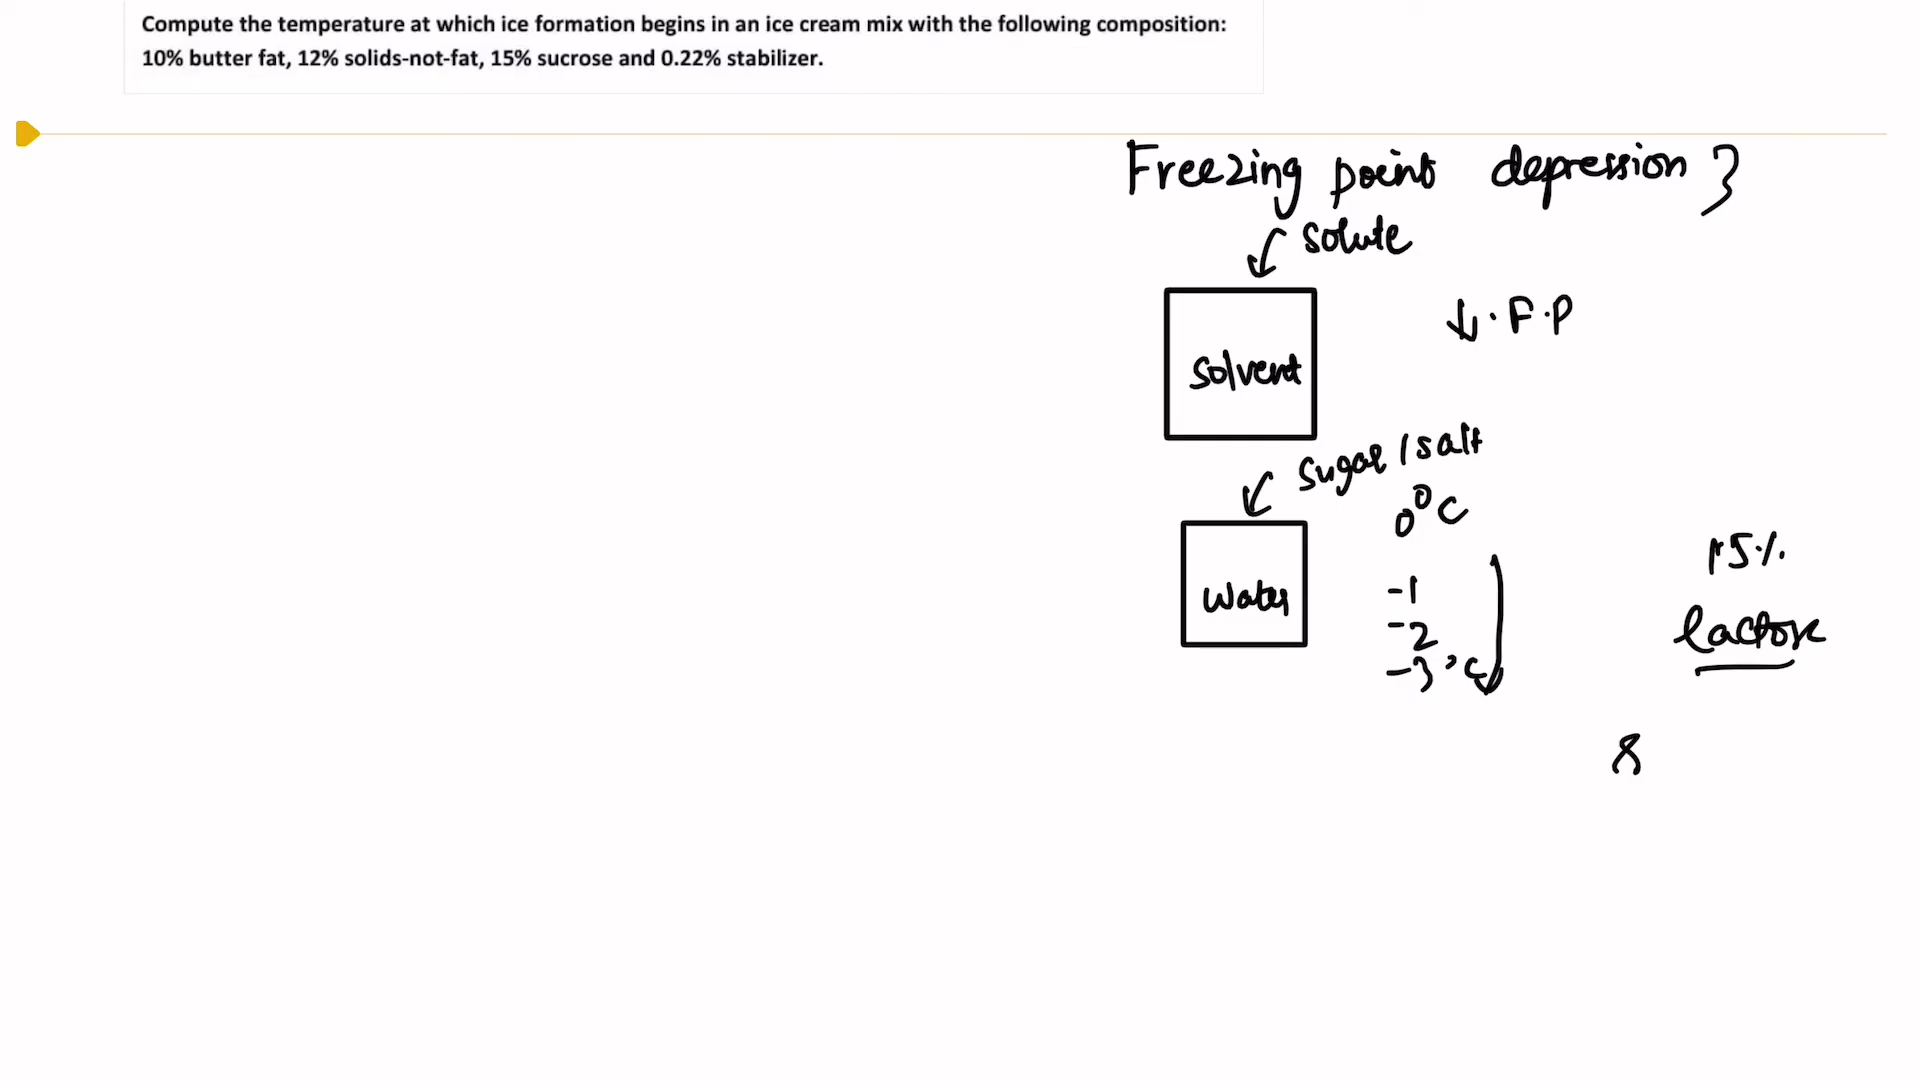 Compute the temperature at which ice formation begins in an ice cream mix with the following composition:
10% butter fat, 12% solids-not-fat, 15% sucrose and 0.22% stabilizer.
Freezing point depression }
solute
solvent
↓ . F.P
sugar / salt
0°C
water
-1
-2
-3°C
15%
lactose
8